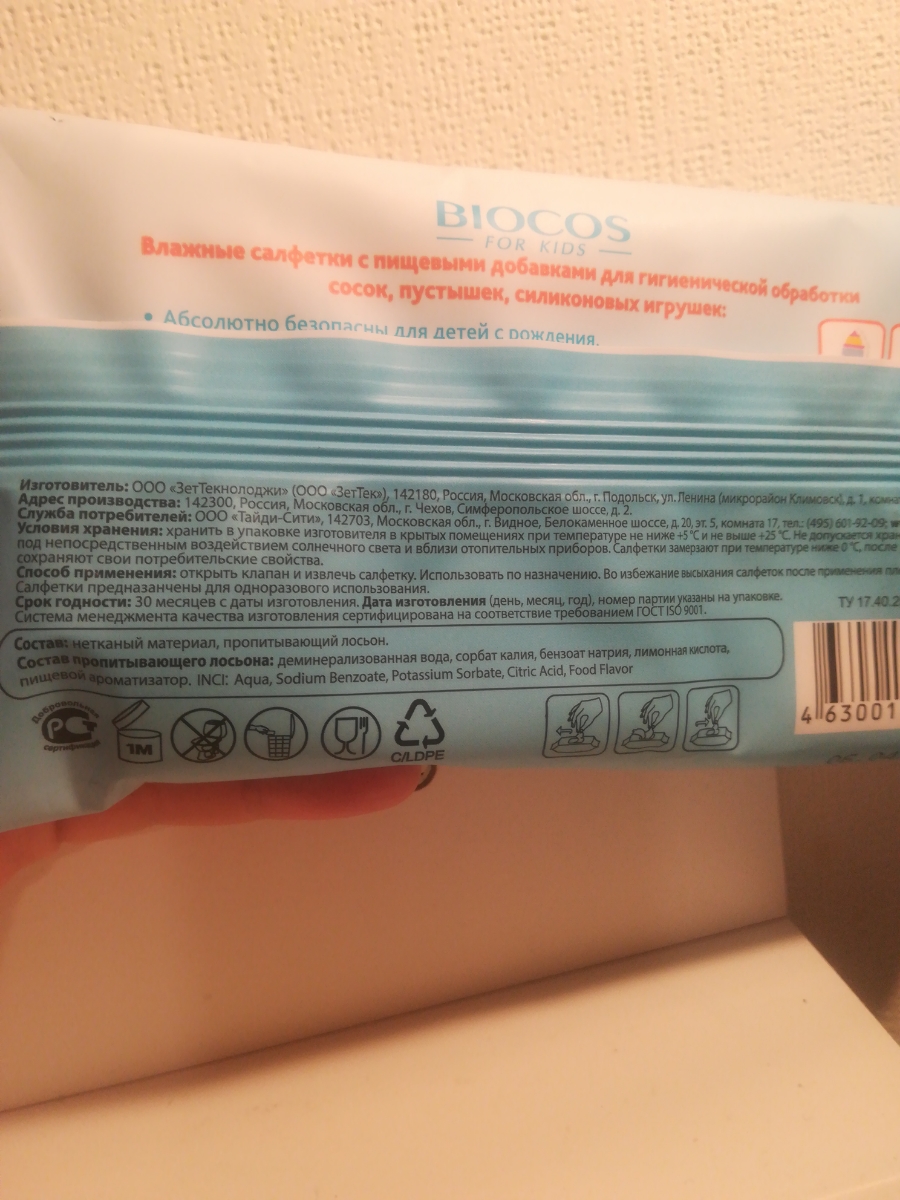 BIOCOS
FOR KIDS
Влажные салфетки с пищевыми добавками для гигиенической обработки
сосок, пустышек, силиконовых игрушек:
• Абсолютно безопасны для детей с рождения.
Изготовитель: ООО «ЗетТекнолоджи» (ООО «ЗетТек»), 142180, Россия, Московская обл., г. Подольск, ул. Ленина (микрорайон Климовск), д. 1,
Адрес производства: 142300, Россия, Московская обл., г. Чехов, Симферопольское шоссе, д. 2.
Служба потребителей: ООО «Тайди-Сити», 142703, Московская обл., г. Видное, Белокаменное шоссе, д. 20, эт. 5, комната 17, тел.: (495) 601-92-09;
Условия хранения: хранить в упаковке изготовителя в крытых помещениях при температуре не ниже +5 °С и не выше +25 °С. Не допускается
под непосредственным воздействием солнечного света и вблизи отопительных приборов. Салфетки замерзают при температуре ниже 0 °С, после
сохраняют свои потребительские свойства.
Способ применения: открыть клапан и извлечь салфетку. Использовать по назначению. Во избежание высыхания салфеток после применения
Салфетки предназначены для одноразового использования.
Срок годности: 30 месяцев с даты изготовления. Дата изготовления (день, месяц, год), номер партии указаны на упаковке.
ТУ 17.40.2
Система менеджмента качества изготовления сертифицирована на соответствие требованием ГОСТ ISO 9001.
Состав: нетканый материал, пропитывающий лосьон.
Состав пропитывающего лосьона: деминерализованная вода, сорбат калия, бензоат натрия, лимонная кислота,
пищевой ароматизатор. INCI: Aqua, Sodium Benzoate, Potassium Sorbate, Citric Acid, Food Flavor
Добровольная
сертификация
1M
C/LDPE
4 63001